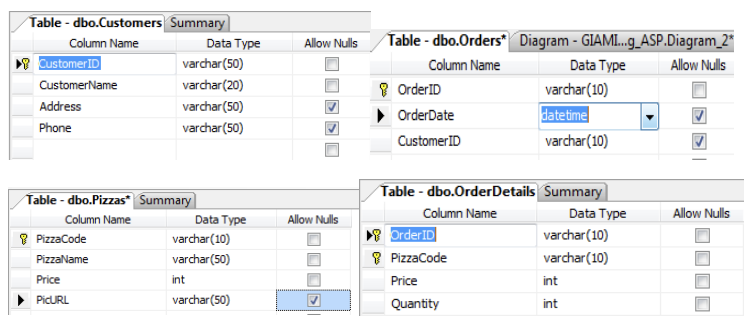 Table - dbo.Customers Summary
Column Name Data Type Allow Nulls
CustomerID varchar(50)
CustomerName varchar(20)
Address varchar(50)
Phone varchar(50)
Table - dbo.Orders* Diagram - GIAMI...g_ASP.Diagram_2*
Column Name Data Type Allow Nulls
OrderID varchar(10)
OrderDate datetime
CustomerID varchar(10)
Table - dbo.Pizzas* Summary
Column Name Data Type Allow Nulls
PizzaCode varchar(10)
PizzaName varchar(50)
Price int
PicURL varchar(50)
Table - dbo.OrderDetails Summary
Column Name Data Type Allow Nulls
OrderID varchar(10)
PizzaCode varchar(10)
Price int
Quantity int